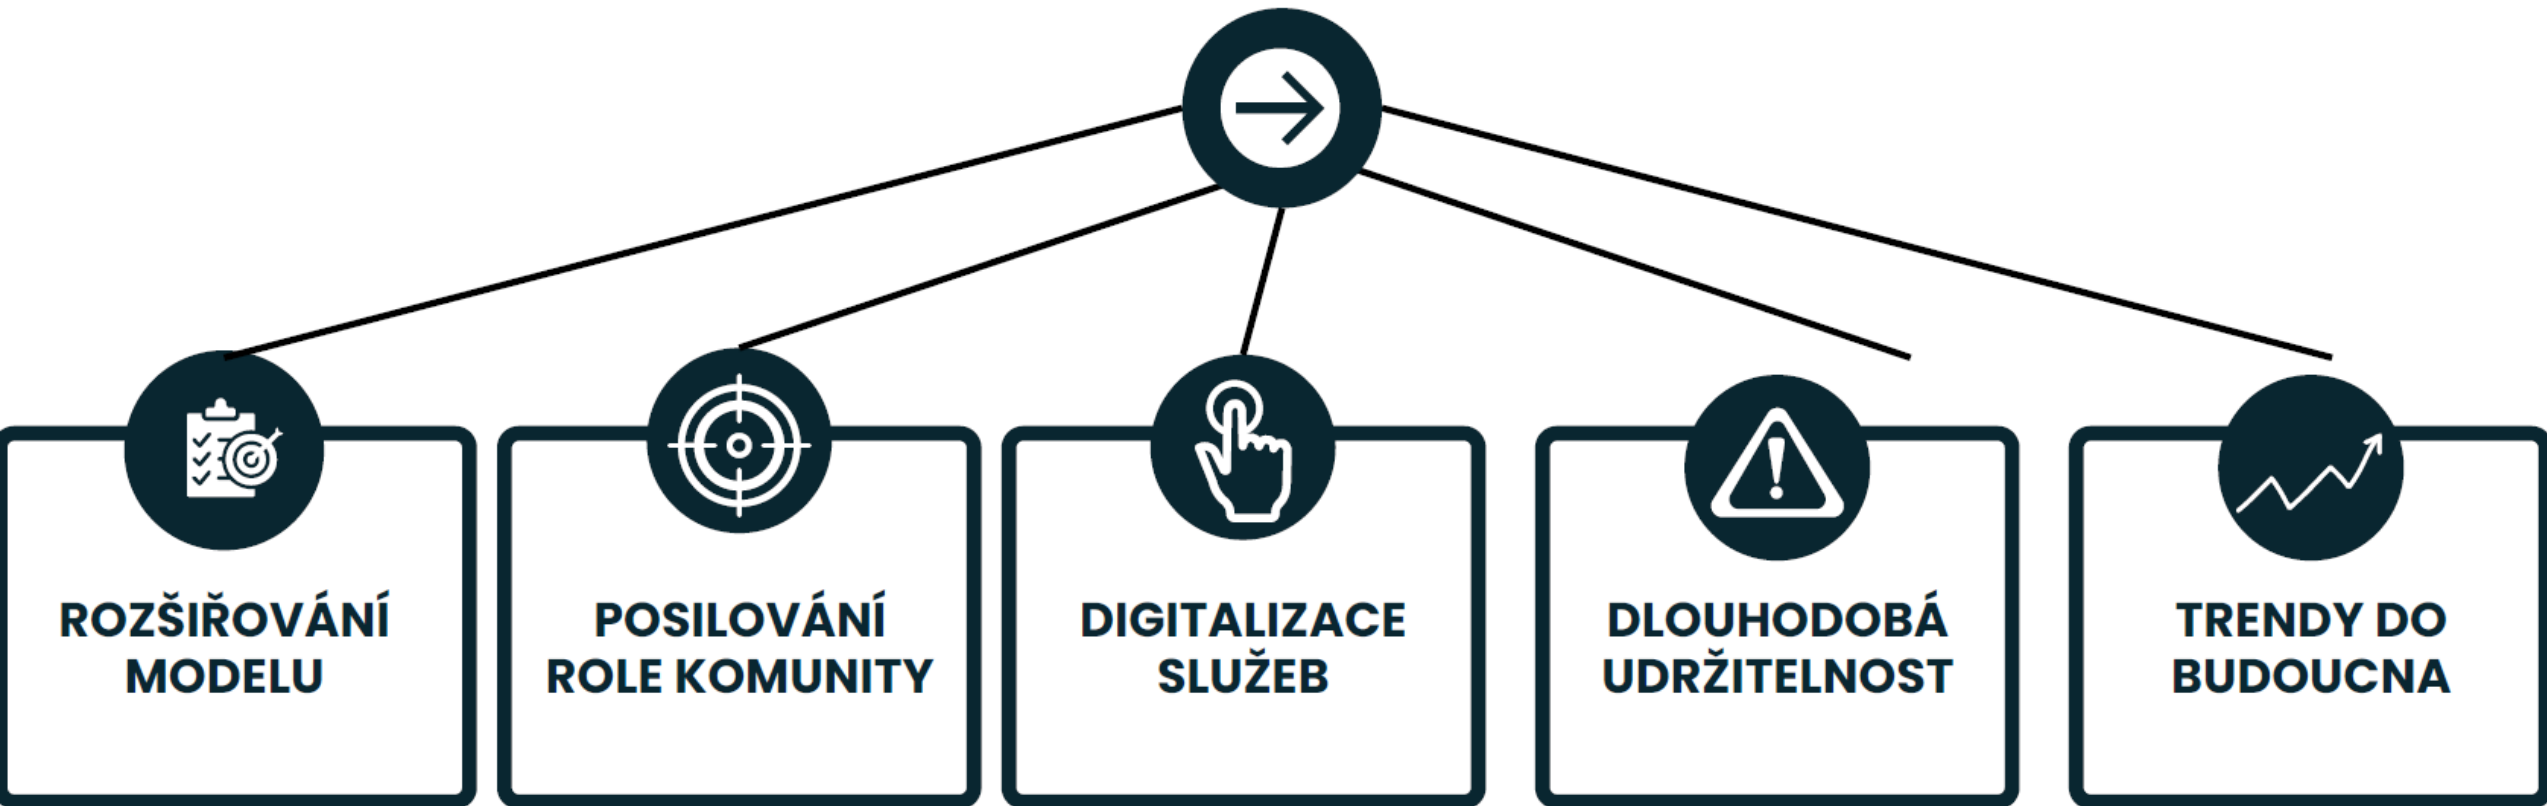 ROZŠIŘOVÁNÍ
MODELU
POSILOVÁNÍ
ROLE KOMUNITY
DIGITALIZACE
SLUŽEB
DLOUHODOBÁ
UDRŽITELNOST
TRENDY DO
BUDOUCNA